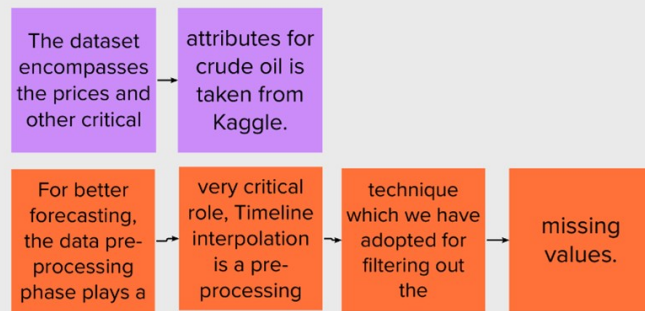 The dataset
encompasses
the prices and
other critical
attributes for
crude oil is
taken from
Kaggle.
For better
forecasting,
the data pre-
processing
phase plays a
very critical
role, Timeline
interpolation
is a pre-
processing
technique
which we have
adopted for
filtering out
the
missing
values.